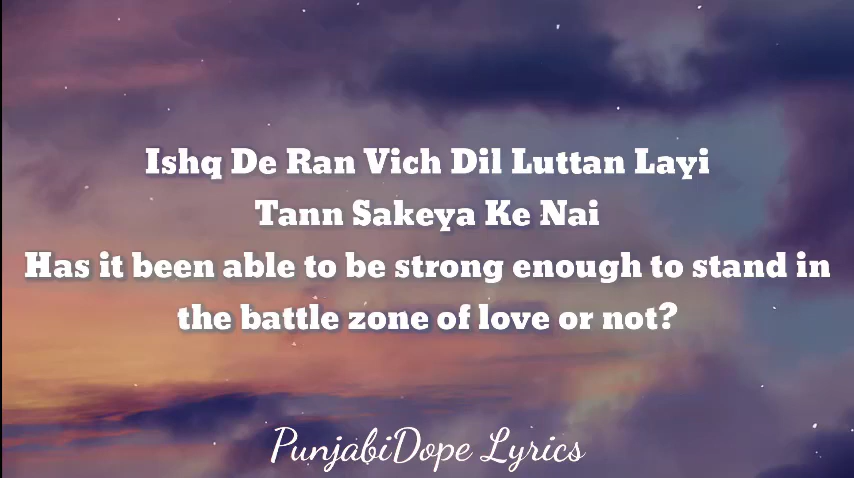 Ishq De Ran Vich Dil Luttan Layi
Tann Sakeya Ke Nai
Has it been able to be strong enough to stand in
the battle zone of love or not?
PunjabiDope Lyrics